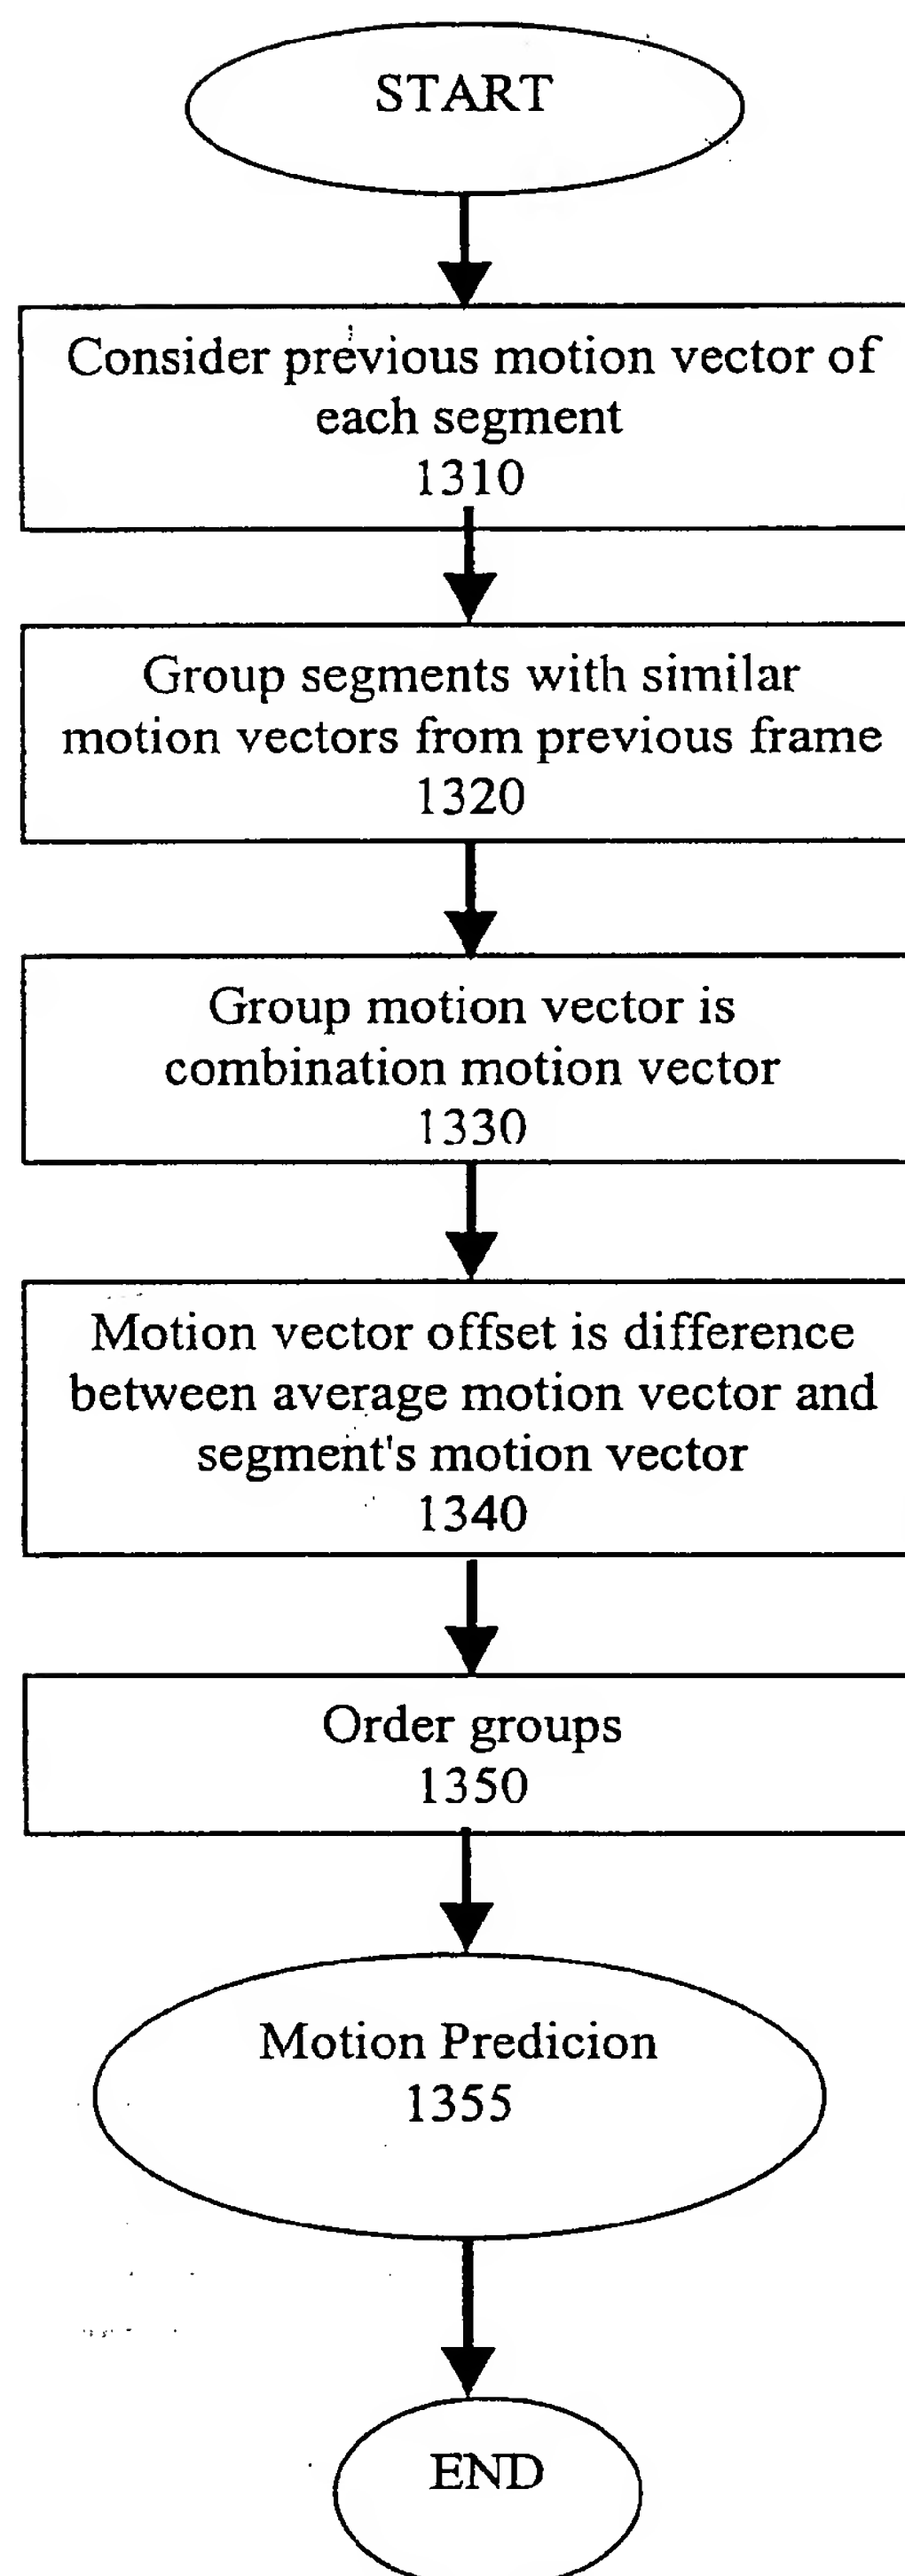 START
Consider previous motion vector of
each segment
1310
Group segments with similar
motion vectors from previous frame
1320
Group motion vector is
combination motion vector
1330
Motion vector offset is difference
between average motion vector and
segment's motion vector
1340
Order groups
1350
Motion Predicion
1355
END